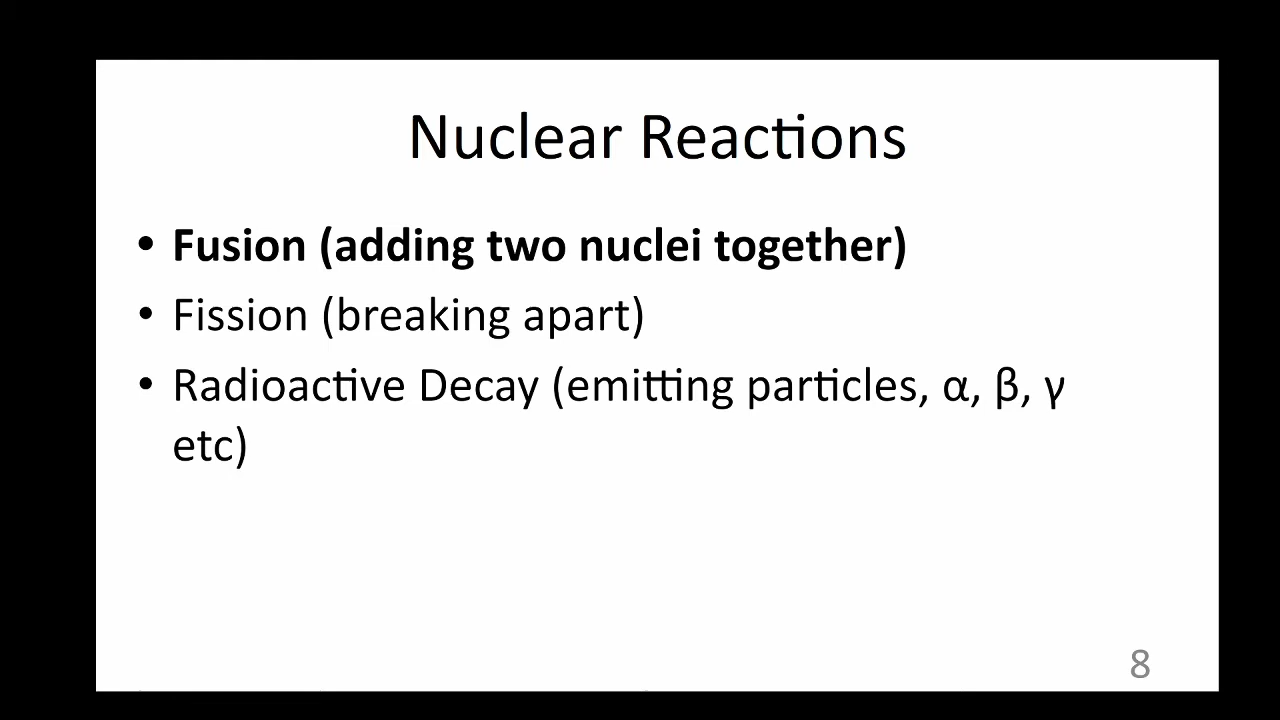 Nuclear Reactions
• Fusion (adding two nuclei together)
• Fission (breaking apart)
• Radioactive Decay (emitting particles, α, β, γ
etc)
8